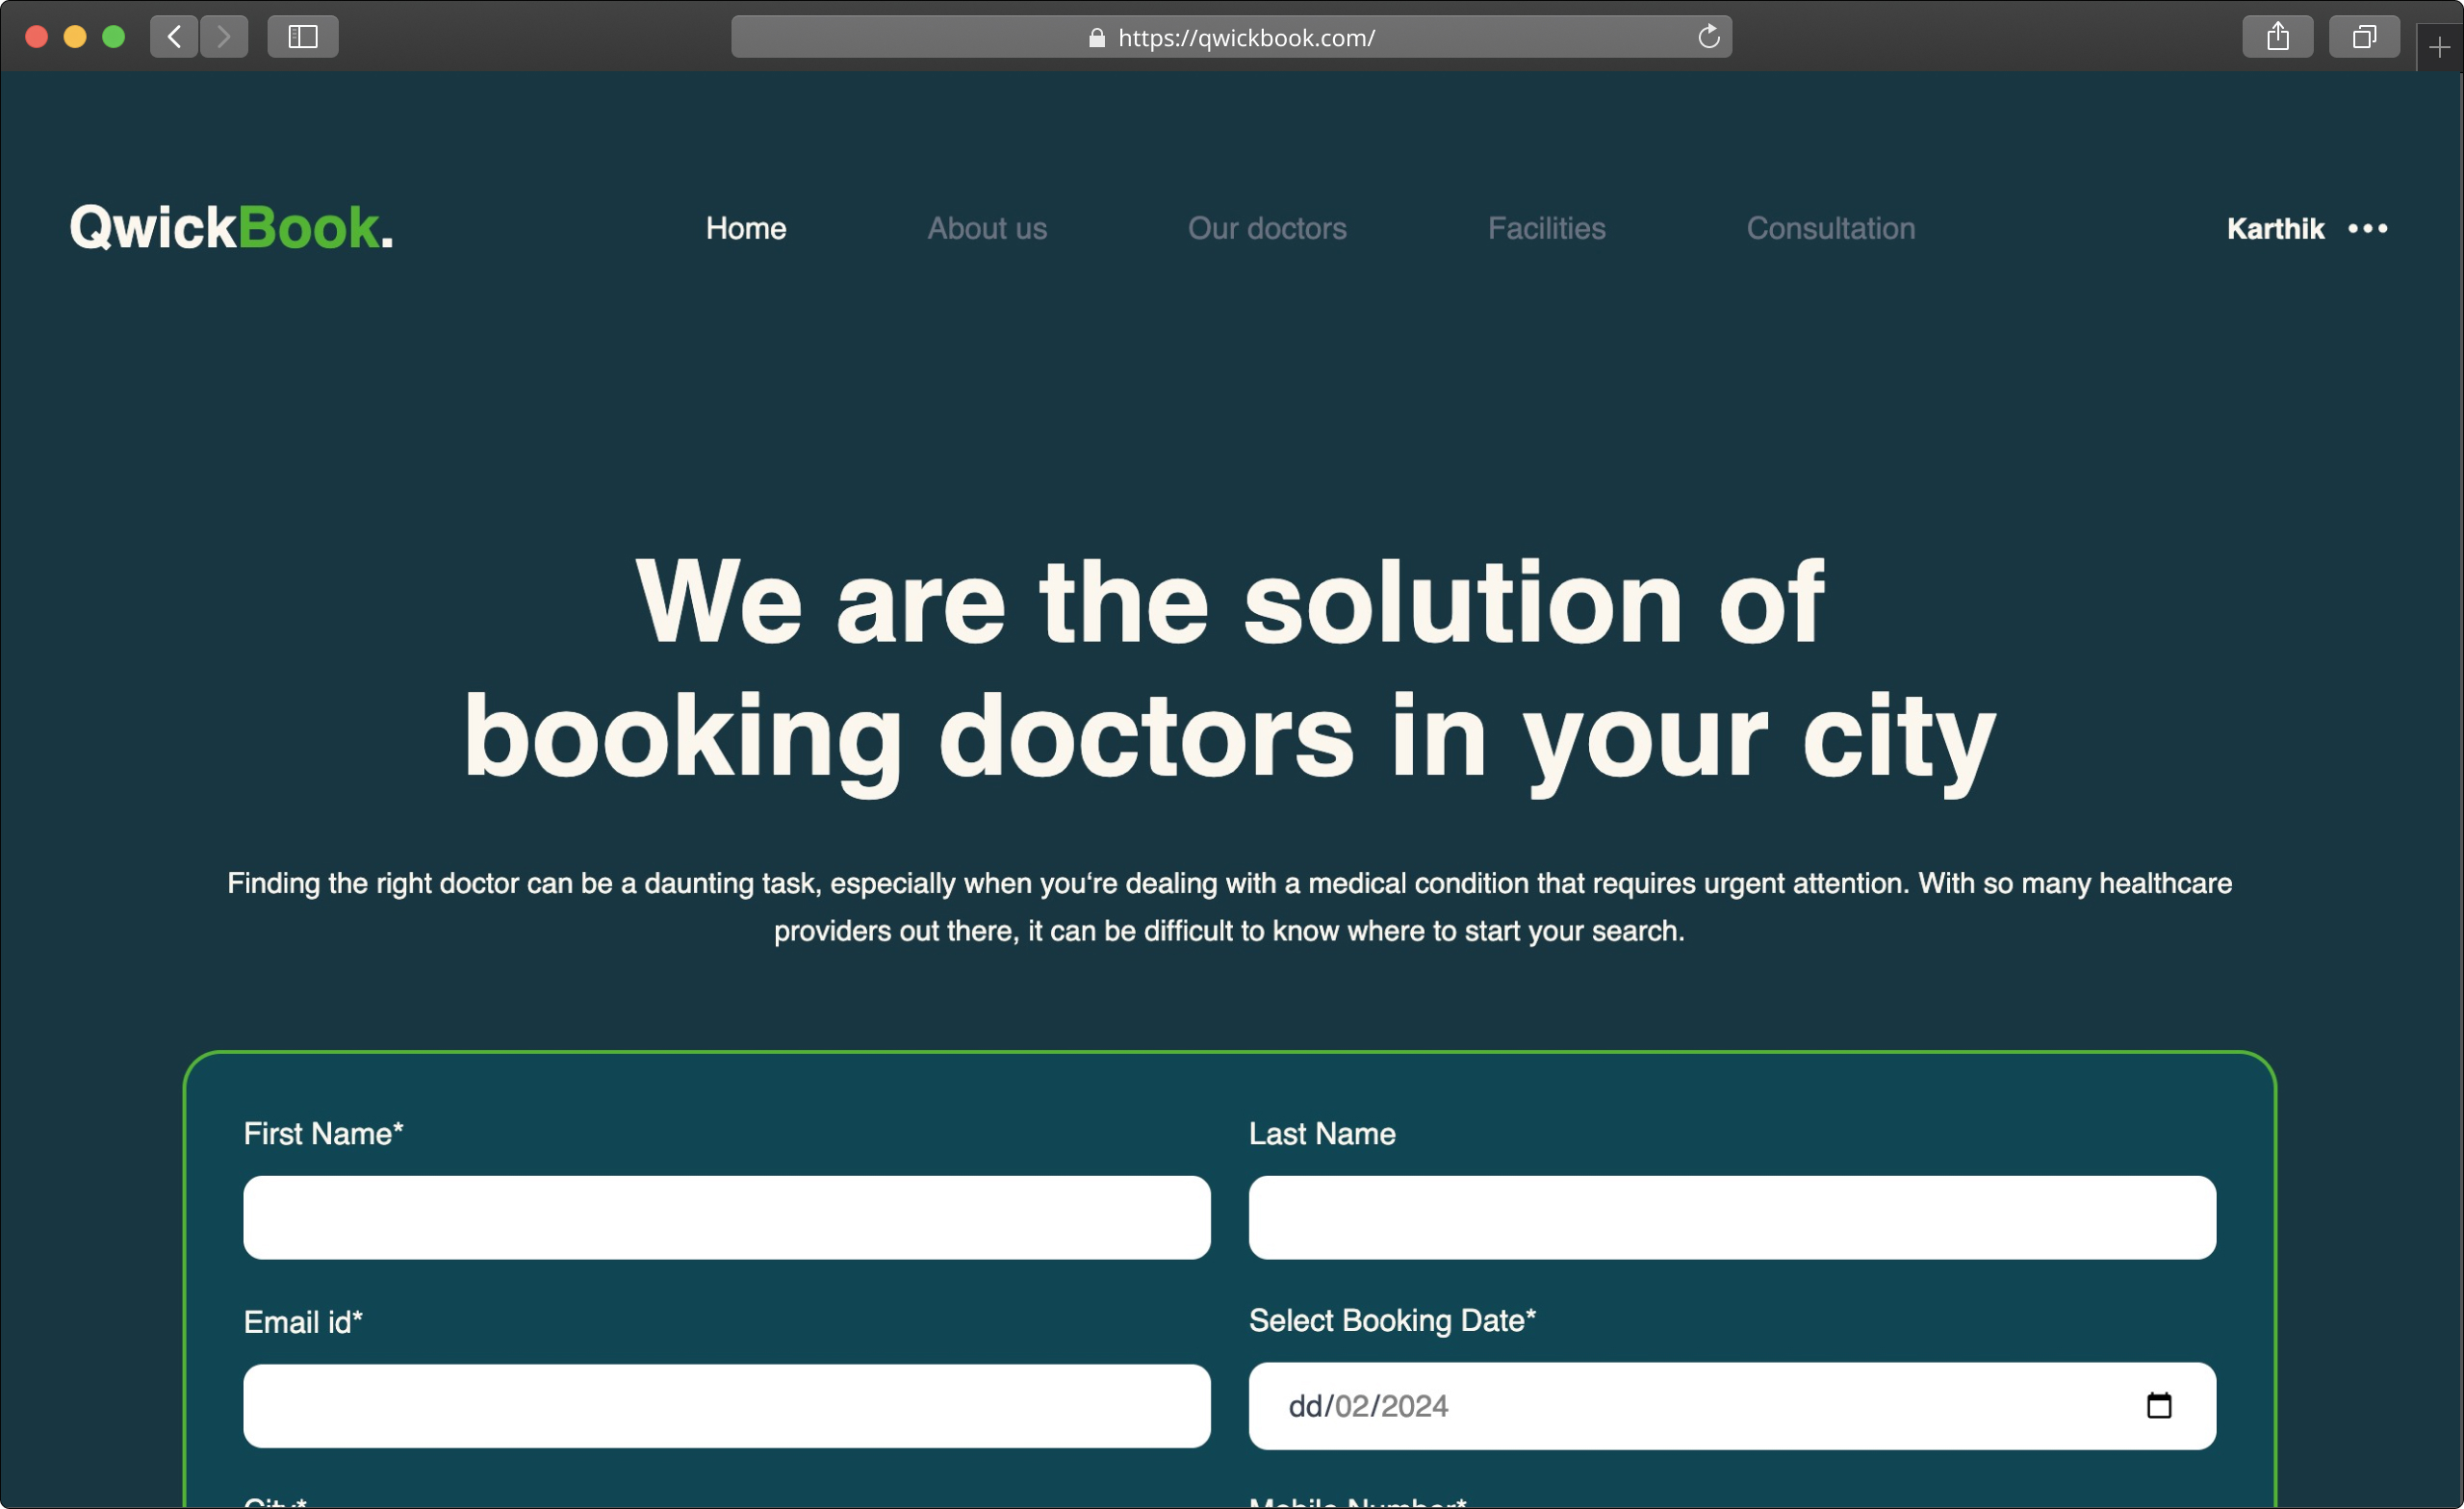 https://qwickbook.com/
QwickBook.
Home About us Our doctors Facilities Consultation
Karthik
We are the solution of
booking doctors in your city
Finding the right doctor can be a daunting task, especially when you‘re dealing with a medical condition that requires urgent attention. With so many healthcare
providers out there, it can be difficult to know where to start your search.
First Name* Last Name
Email id* Select Booking Date*
dd/02/2024
City* Mobile Number*